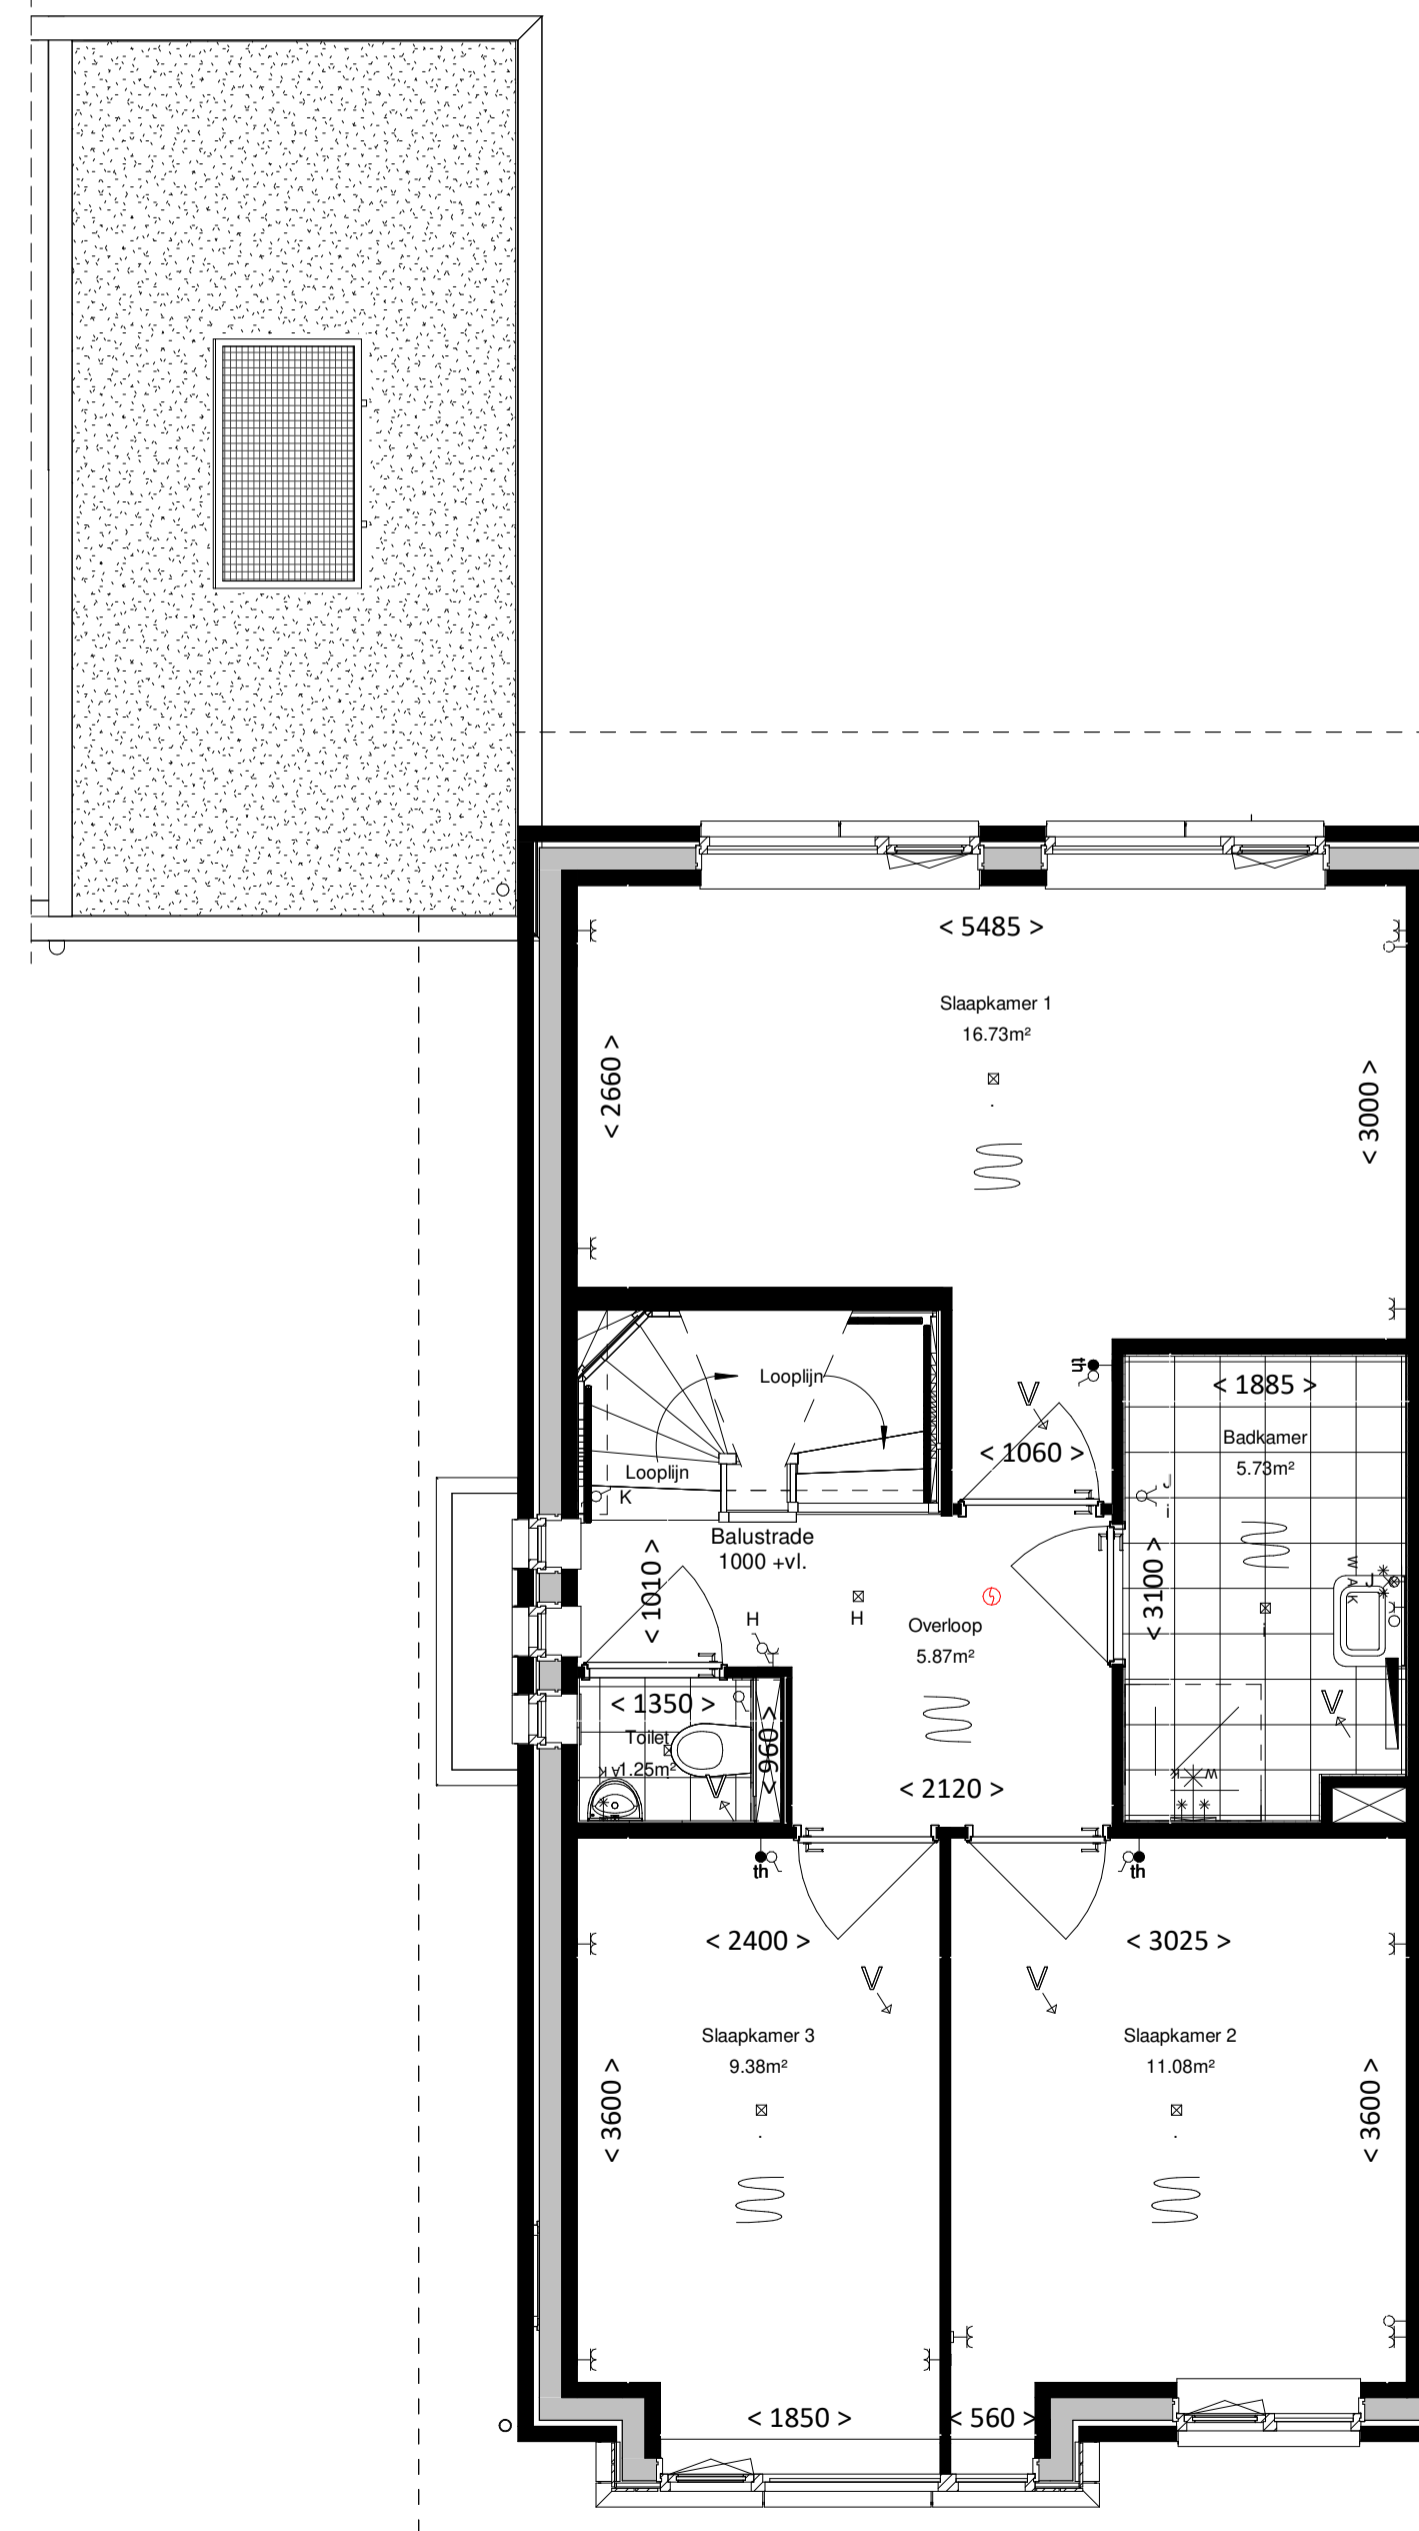 < 5485 >
Slaapkamer 1
16.73m²
< 2660 >
< 3000 >
Looplijn
th
V
< 1885 >
Badkamer
5.73m²
< 1060 >
Looplijn
K
J
i
Balustrade
1000 +vl.
< 1010 >
< 3100 >
W
A
K
J
H
H
i
Overloop
5.87m²
< 1350 >
V
Toilet
1.25m²
< 960 >
K
A
V
W
K
< 2120 >
th
th
< 2400 >
< 3025 >
V
V
Slaapkamer 3
9.38m²
Slaapkamer 2
11.08m²
< 3600 >
< 3600 >
< 1850 >
< 560 >